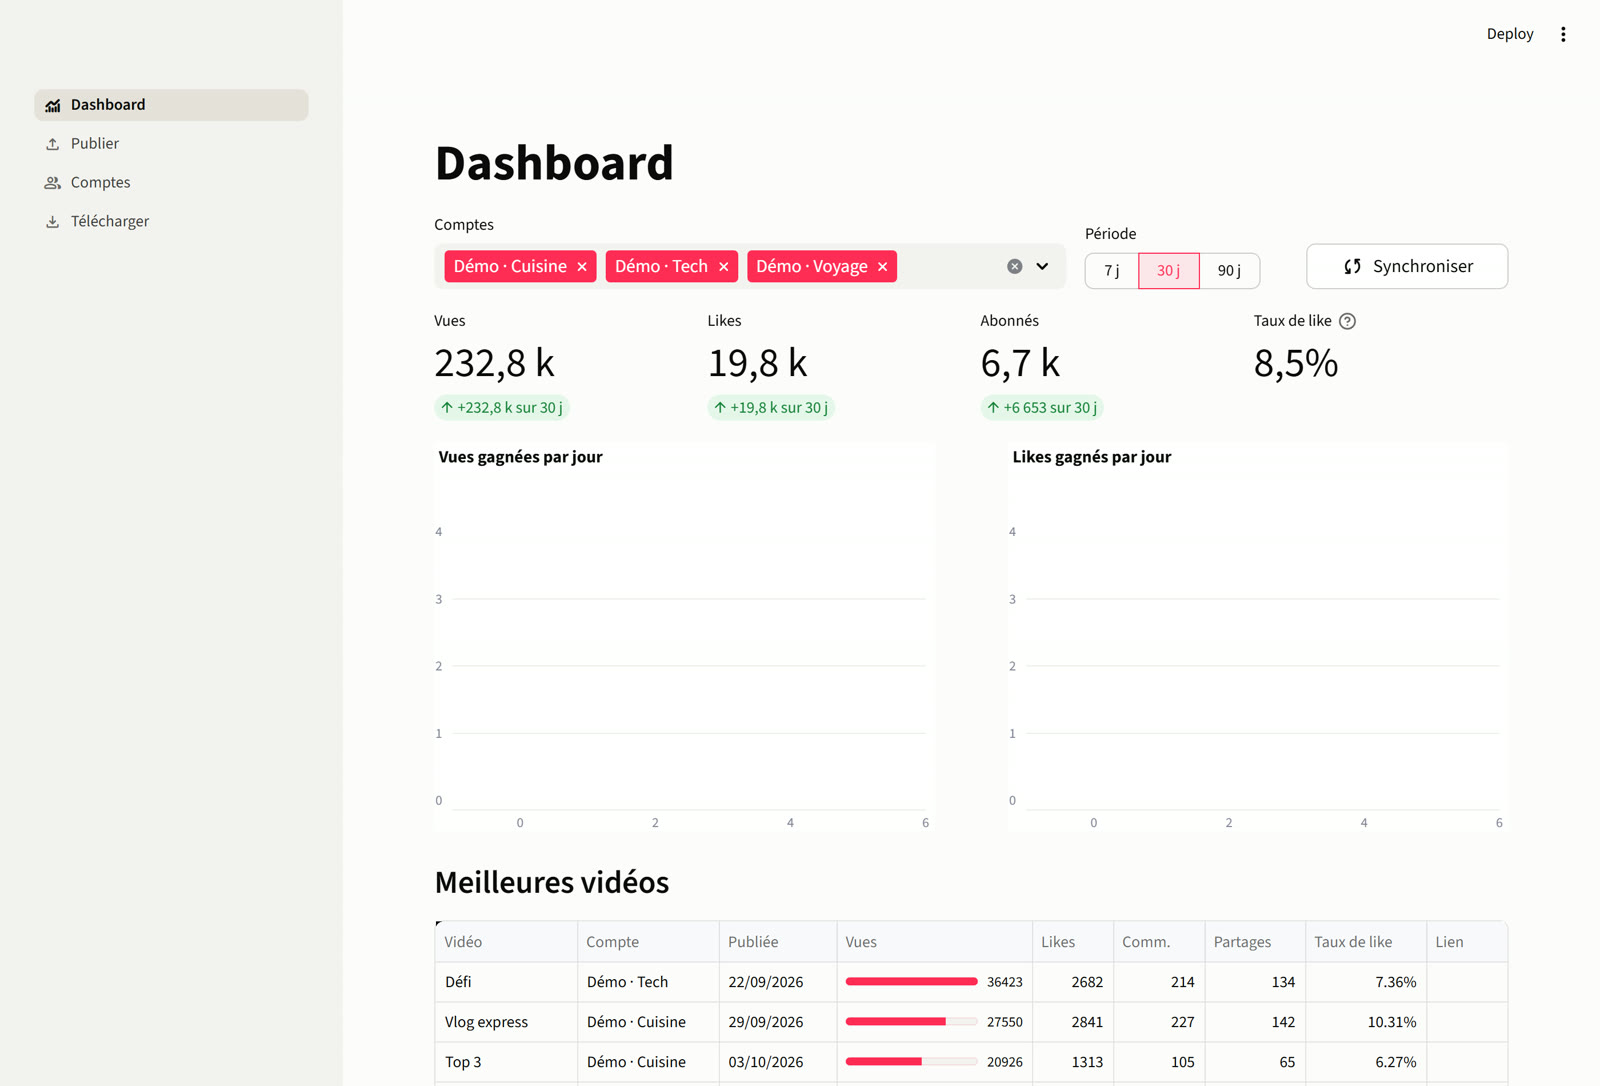 Deploy
Dashboard
Publier
Comptes
Télécharger
Dashboard
Comptes
Période
Démo · Cuisine
Démo · Tech
Démo · Voyage
7 j
30 j
90 j
Synchroniser
Vues
Likes
Abonnés
Taux de like
232,8 k
19,8 k
6,7 k
8,5%
+232,8 k sur 30 j
+19,8 k sur 30 j
+6 653 sur 30 j
Vues gagnées par jour
4
3
2
1
0
0 2 4 6
Likes gagnés par jour
4
3
2
1
0
0 2 4 6
Meilleures vidéos
Vidéo Compte Publiée Vues Likes Comm. Partages Taux de like Lien
Défi Démo · Tech 22/09/2026 36423 2682 214 134 7.36%
Vlog express Démo · Cuisine 29/09/2026 27550 2841 227 142 10.31%
Top 3 Démo · Cuisine 03/10/2026 20926 1313 105 65 6.27%